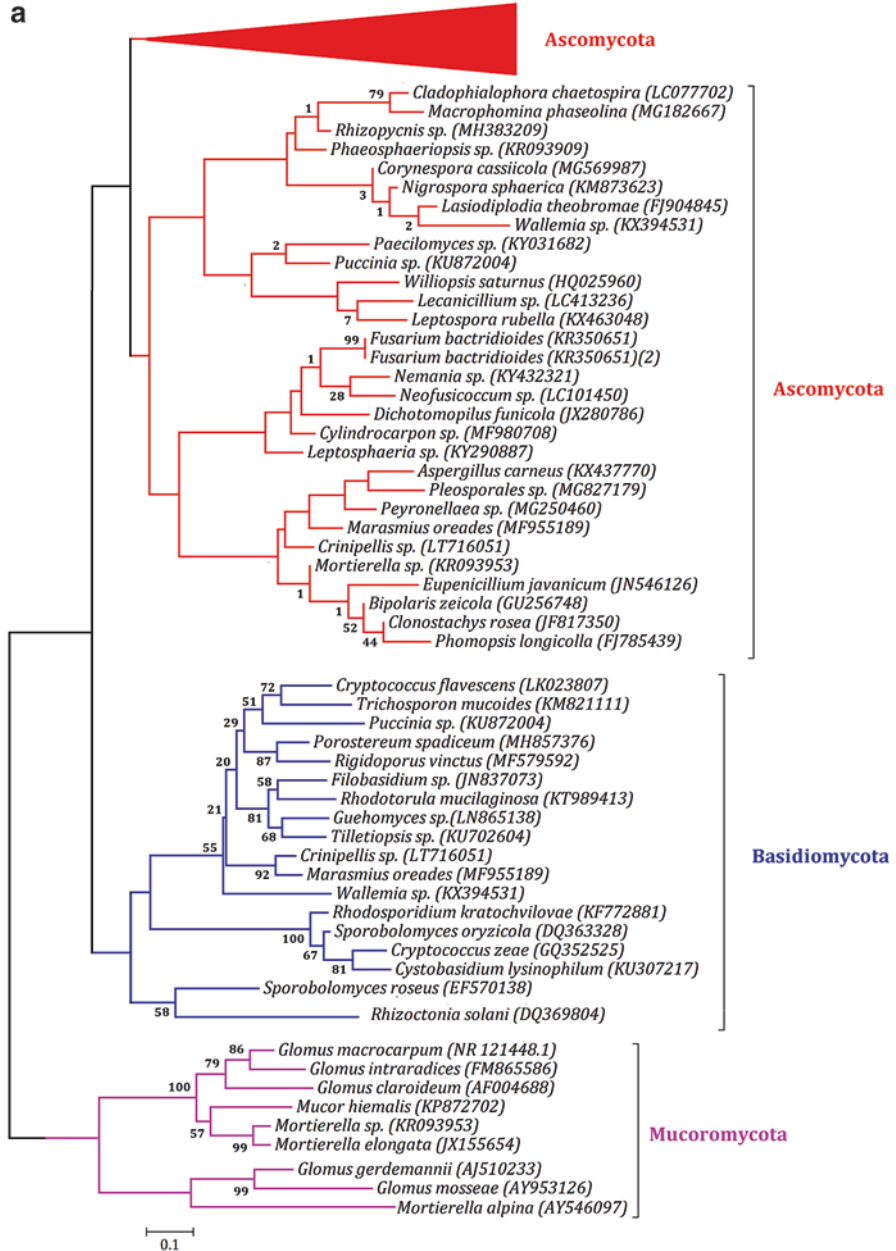 a
Ascomycota
79
Cladophialophora chaetospira (LC077702)
1
Macrophomina phaseolina (MG182667)
Rhizopycnis sp. (MH383209)
Phaeosphaeriopsis sp. (KR093909)
Corynespora cassiicola (MG569987)
3
Nigrospora sphaerica (KM873623)
1
Lasiodiplodia theobromae (FJ904845)
2
Wallemia sp. (KX394531)
2
Paecilomyces sp. (KY031682)
Puccinia sp. (KU872004)
Williopsis saturnus (HQ025960)
Lecanicillium sp. (LC413236)
7
Leptospora rubella (KX463048)
99
Fusarium bactridioides (KR350651)
1
Fusarium bactridioides (KR350651)(2)
Nemania sp. (KY432321)
28
Neofusicoccum sp. (LC101450)
Ascomycota
Dichotomopilus funicola (JX280786)
Cylindrocarpon sp. (MF980708)
Leptosphaeria sp. (KY290887)
Aspergillus carneus (KX437770)
Pleosporales sp. (MG827179)
Peyronellaea sp. (MG250460)
Marasmius oreades (MF955189)
Crinipellis sp. (LT716051)
Mortierella sp. (KR093953)
1
Eupenicillium javanicum (JN546126)
1
Bipolaris zeicola (GU256748)
52
Clonostachys rosea (JF817350)
44
Phomopsis longicolla (FJ785439)
72
Cryptococcus flavescens (LK023807)
51
Trichosporon mucoides (KM821111)
29
Puccinia sp. (KU872004)
Porostereum spadiceum (MH857376)
20
87
Rigidoporus vinctus (MF579592)
58
Filobasidium sp. (JN837073)
Rhodotorula mucilaginosa (KT989413)
21
81
Guehomyces sp.(LN865138)
68
Tilletiopsis sp. (KU702604)
55
Crinipellis sp. (LT716051)
Basidiomycota
92
Marasmius oreades (MF955189)
Wallemia sp. (KX394531)
Rhodosporidium kratochvilovae (KF772881)
100
Sporobolomyces oryzicola (DQ363328)
67
Cryptococcus zeae (GQ352525)
81
Cystobasidium lysinophilum (KU307217)
Sporobolomyces roseus (EF570138)
58
Rhizoctonia solani (DQ369804)
86
Glomus macrocarpum (NR 121448.1)
79
Glomus intraradices (FM865586)
100
Glomus claroideum (AF004688)
Mucor hiemalis (KP872702)
57
Mortierella sp. (KR093953)
99
Mortierella elongata (JX155654)
Mucoromycota
Glomus gerdemannii (AJ510233)
99
Glomus mosseae (AY953126)
Mortierella alpina (AY546097)
0.1